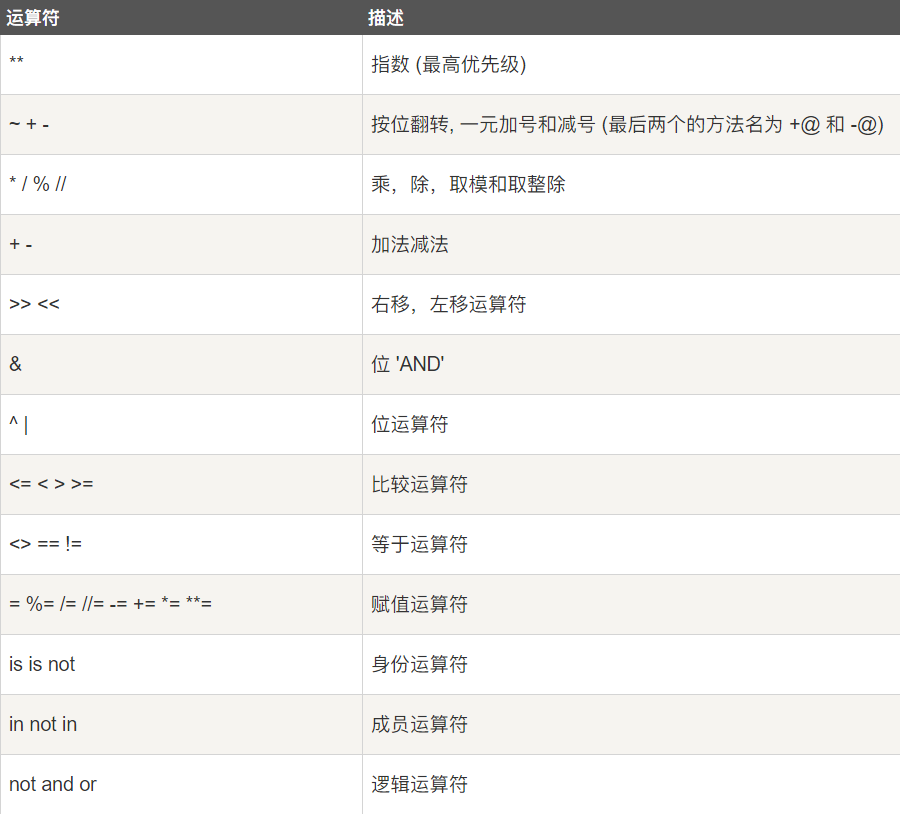 运算符 描述
** 指数 (最高优先级)
~ + - 按位翻转, 一元加号和减号 (最后两个的方法名为 +@ 和 -@)
* / % // 乘，除，取模和取整除
+ - 加法减法
>> << 右移，左移运算符
& 位 'AND'
^ | 位运算符
<= < > >= 比较运算符
<> == != 等于运算符
= %= /= //= -= += *= **= 赋值运算符
is is not 身份运算符
in not in 成员运算符
not and or 逻辑运算符